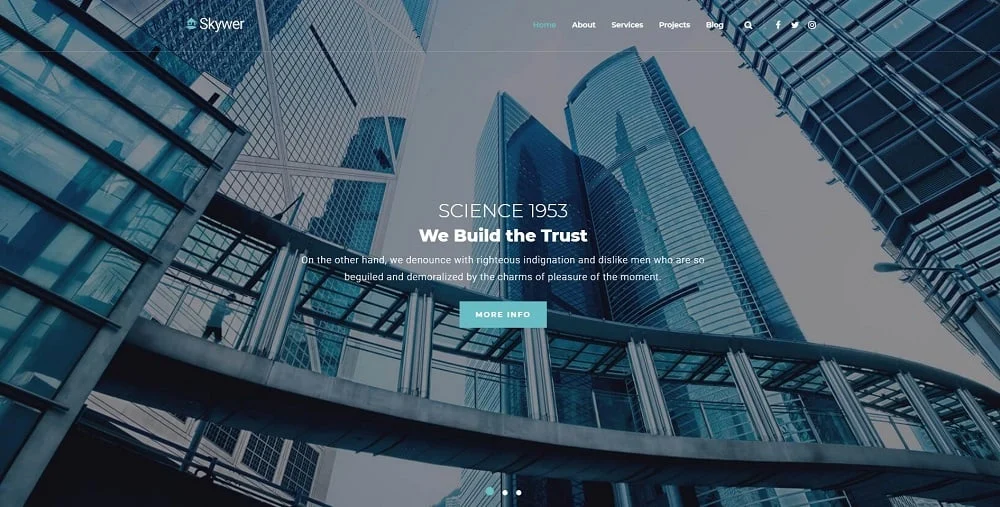 Skywer
Home About Services Projects Blog
SCIENCE 1953
We Build the Trust
On the other hand, we denounce with righteous indignation and dislike men who are so
beguiled and demoralized by the charms of pleasure of the moment.
MORE INFO